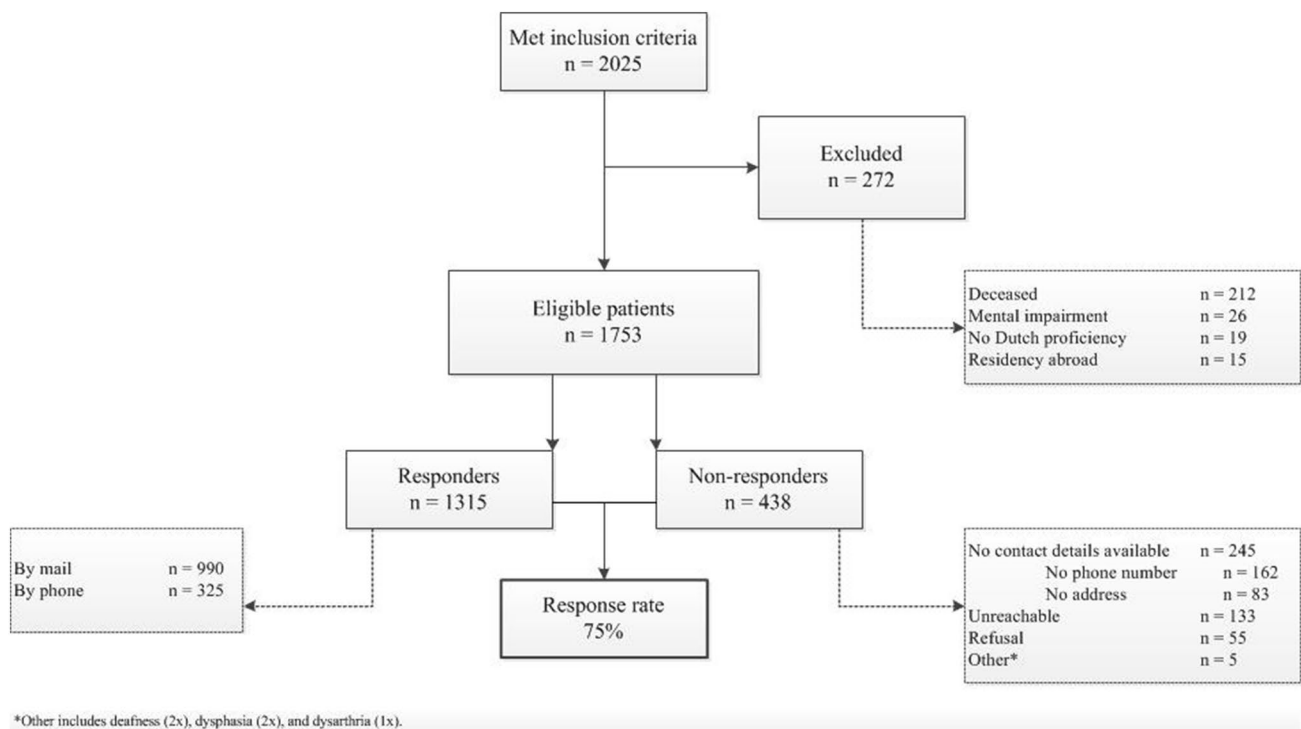 Met inclusion criteria
n = 2025
Excluded
n = 272
Deceased n = 212
Mental impairment n = 26
No Dutch proficiency n = 19
Residency abroad n = 15
Eligible patients
n = 1753
Responders
n = 1315
Non-responders
n = 438
By mail n = 990
By phone n = 325
Response rate
75%
No contact details available n = 245
No phone number n = 162
No address n = 83
Unreachable n = 133
Refusal n = 55
Other* n = 5
*Other includes deafness (2x), dysphasia (2x), and dysarthria (1x).